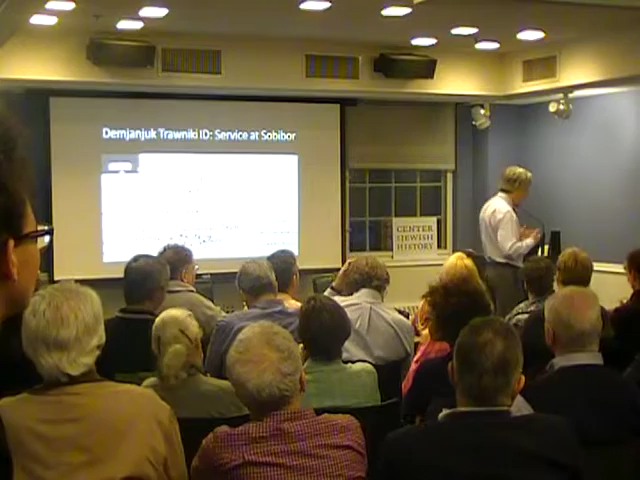 Demjanjuk Trawniki ID: Service at Sobibor
CENTER
JEWISH
HISTORY